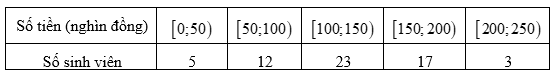 Số tiền (nghìn đồng) [0;50) [50;100) [100;150) [150; 200) [200;250)
Số sinh viên 5 12 23 17 3